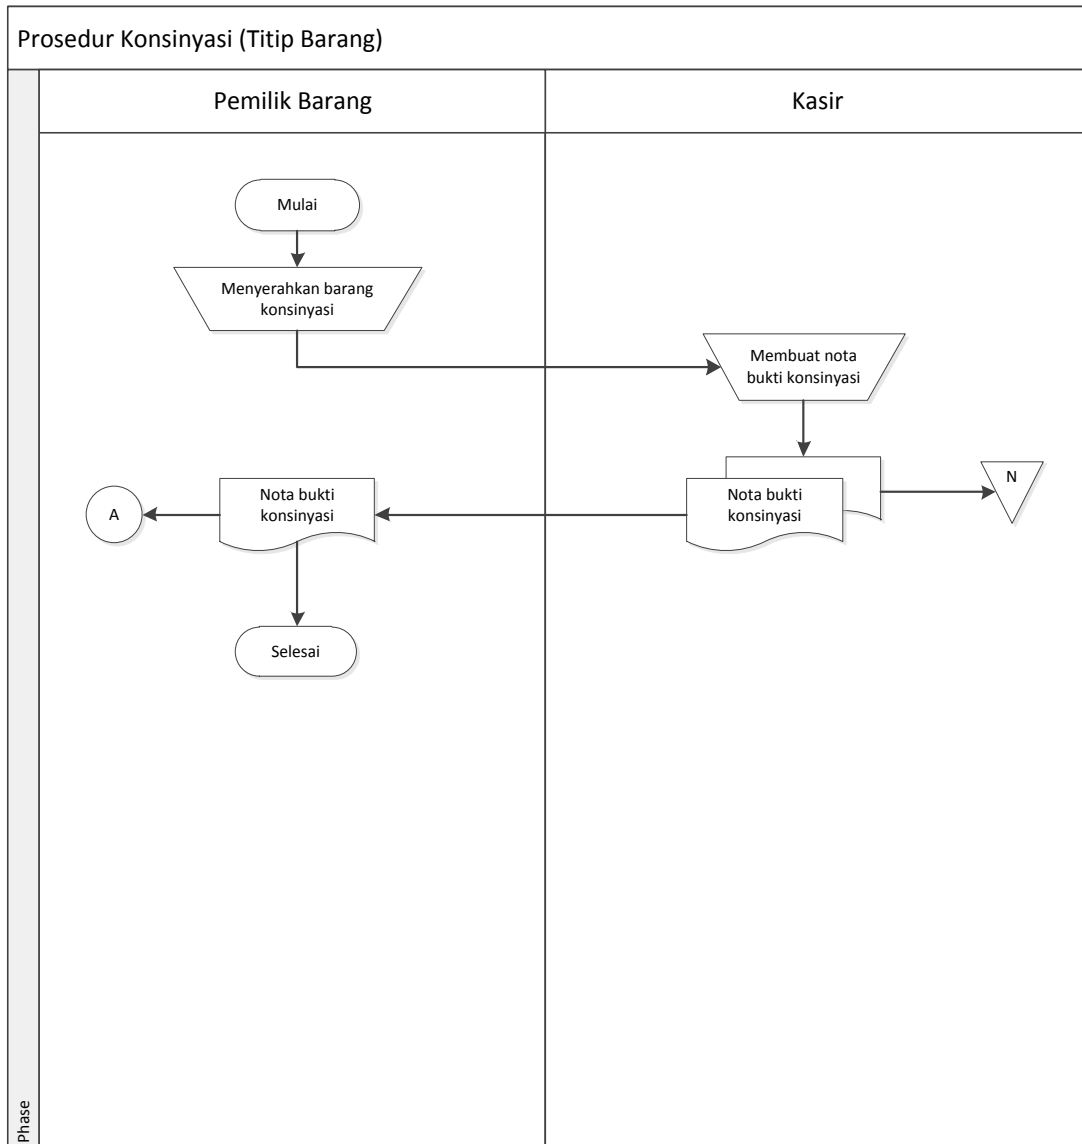 Prosedur Konsinyasi (Titip Barang)
Pemilik Barang
Kasir
Mulai
Menyerahkan barang
konsinyasi
Membuat nota
bukti konsinyasi
Nota bukti
konsinyasi
N
A
Nota bukti
konsinyasi
Selesai
Phase